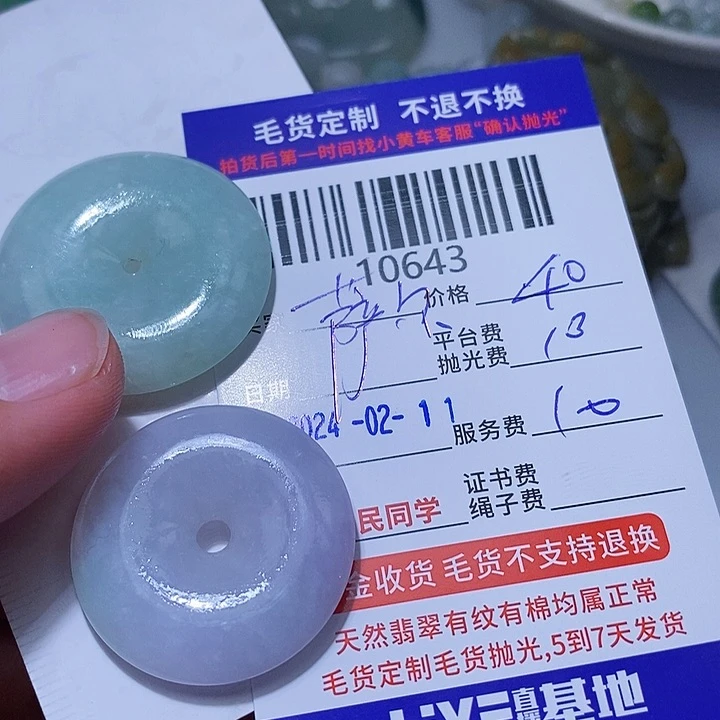 毛货定制 不退不换
拍货后第一时间找小黄车客服“确认抛光”
10643
价格 40
平台费
抛光费 18
日期
2024-02-11
服务费 10
证书费
绳子费
民同学
金收货 毛货不支持退换
天然翡翠有纹有棉均属正常
毛货定制毛货抛光,5到7天发货
基地